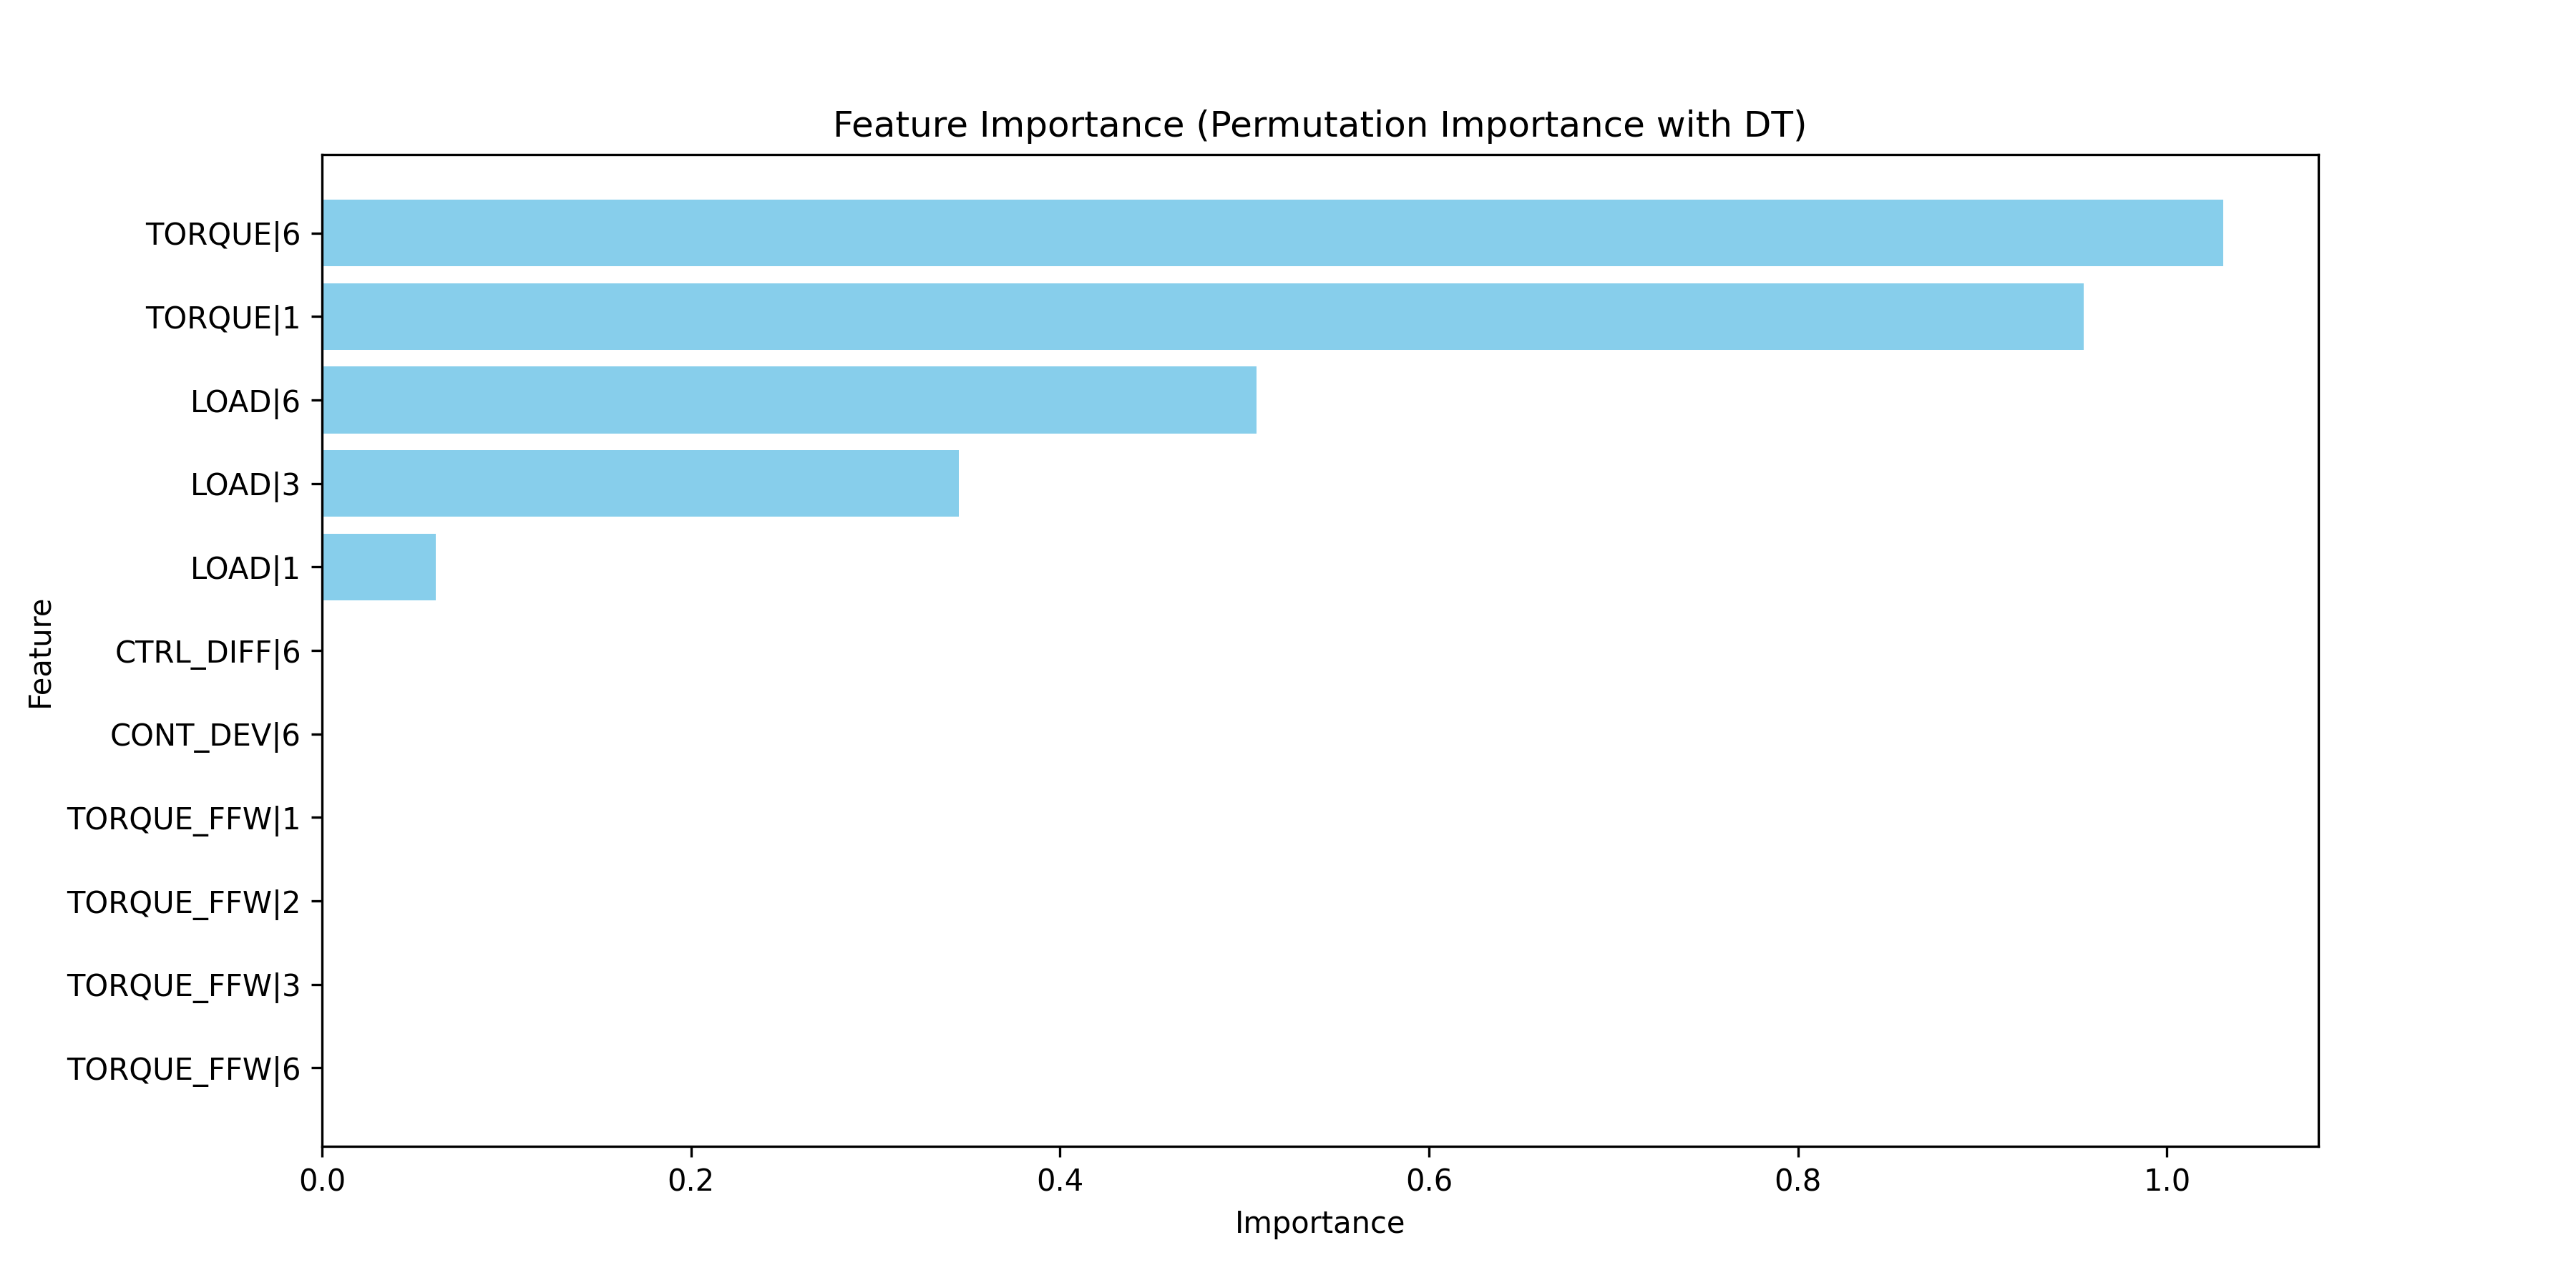 Feature Importance (Permutation Importance with DT)
TORQUE|6
TORQUE|1
LOAD|6
LOAD|3
LOAD|1
CTRL_DIFF|6
CONT_DEV|6
TORQUE_FFW|1
TORQUE_FFW|2
TORQUE_FFW|3
TORQUE_FFW|6
Feature
0.0 0.2 0.4 0.6 0.8 1.0
Importance